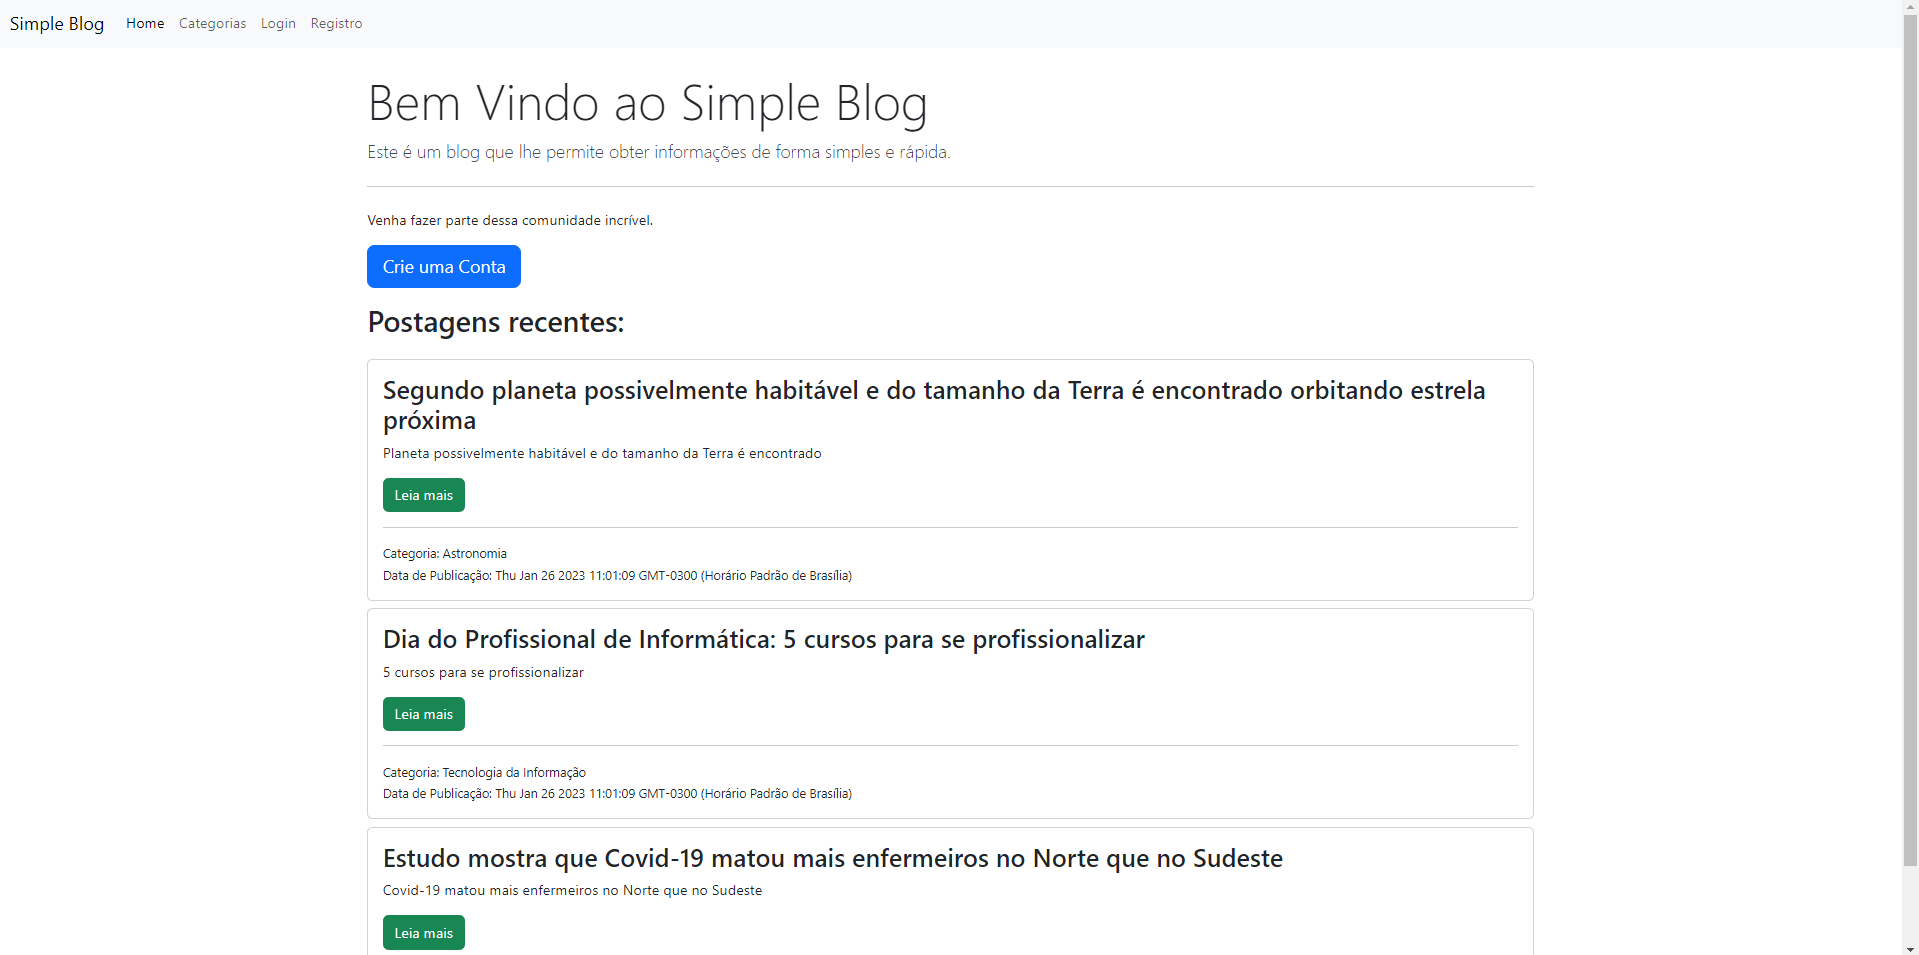 Simple Blog Home Categorias Login Registro
Bem Vindo ao Simple Blog
Este é um blog que lhe permite obter informações de forma simples e rápida.
Venha fazer parte dessa comunidade incrível.
Crie uma Conta
Postagens recentes:
Segundo planeta possivelmente habitável e do tamanho da Terra é encontrado orbitando estrela
próxima
Planeta possivelmente habitável e do tamanho da Terra é encontrado
Leia mais
Categoria: Astronomia
Data de Publicação: Thu Jan 26 2023 11:01:09 GMT-0300 (Horário Padrão de Brasília)
Dia do Profissional de Informática: 5 cursos para se profissionalizar
5 cursos para se profissionalizar
Leia mais
Categoria: Tecnologia da Informação
Data de Publicação: Thu Jan 26 2023 11:01:09 GMT-0300 (Horário Padrão de Brasília)
Estudo mostra que Covid-19 matou mais enfermeiros no Norte que no Sudeste
Covid-19 matou mais enfermeiros no Norte que no Sudeste
Leia mais